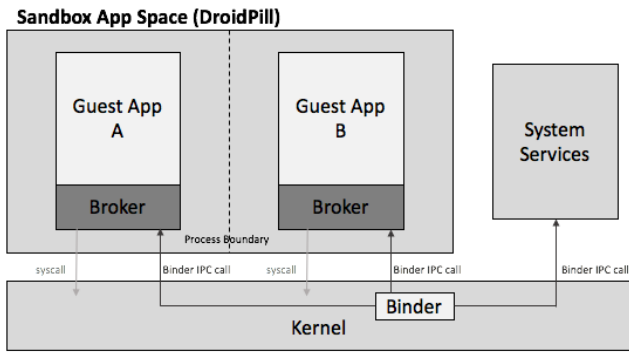 Sandbox App Space (DroidPill)
Guest App
A
Guest App
B
System
Services
Broker
Broker
Process Boundary
syscall
Binder IPC call
syscall
Binder IPC call
Binder IPC call
Binder
Kernel